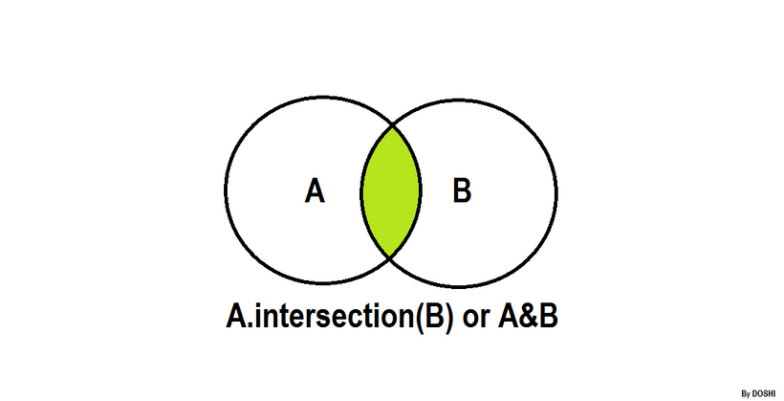 A
B
A.intersection(B) or A&B
By DOSHI